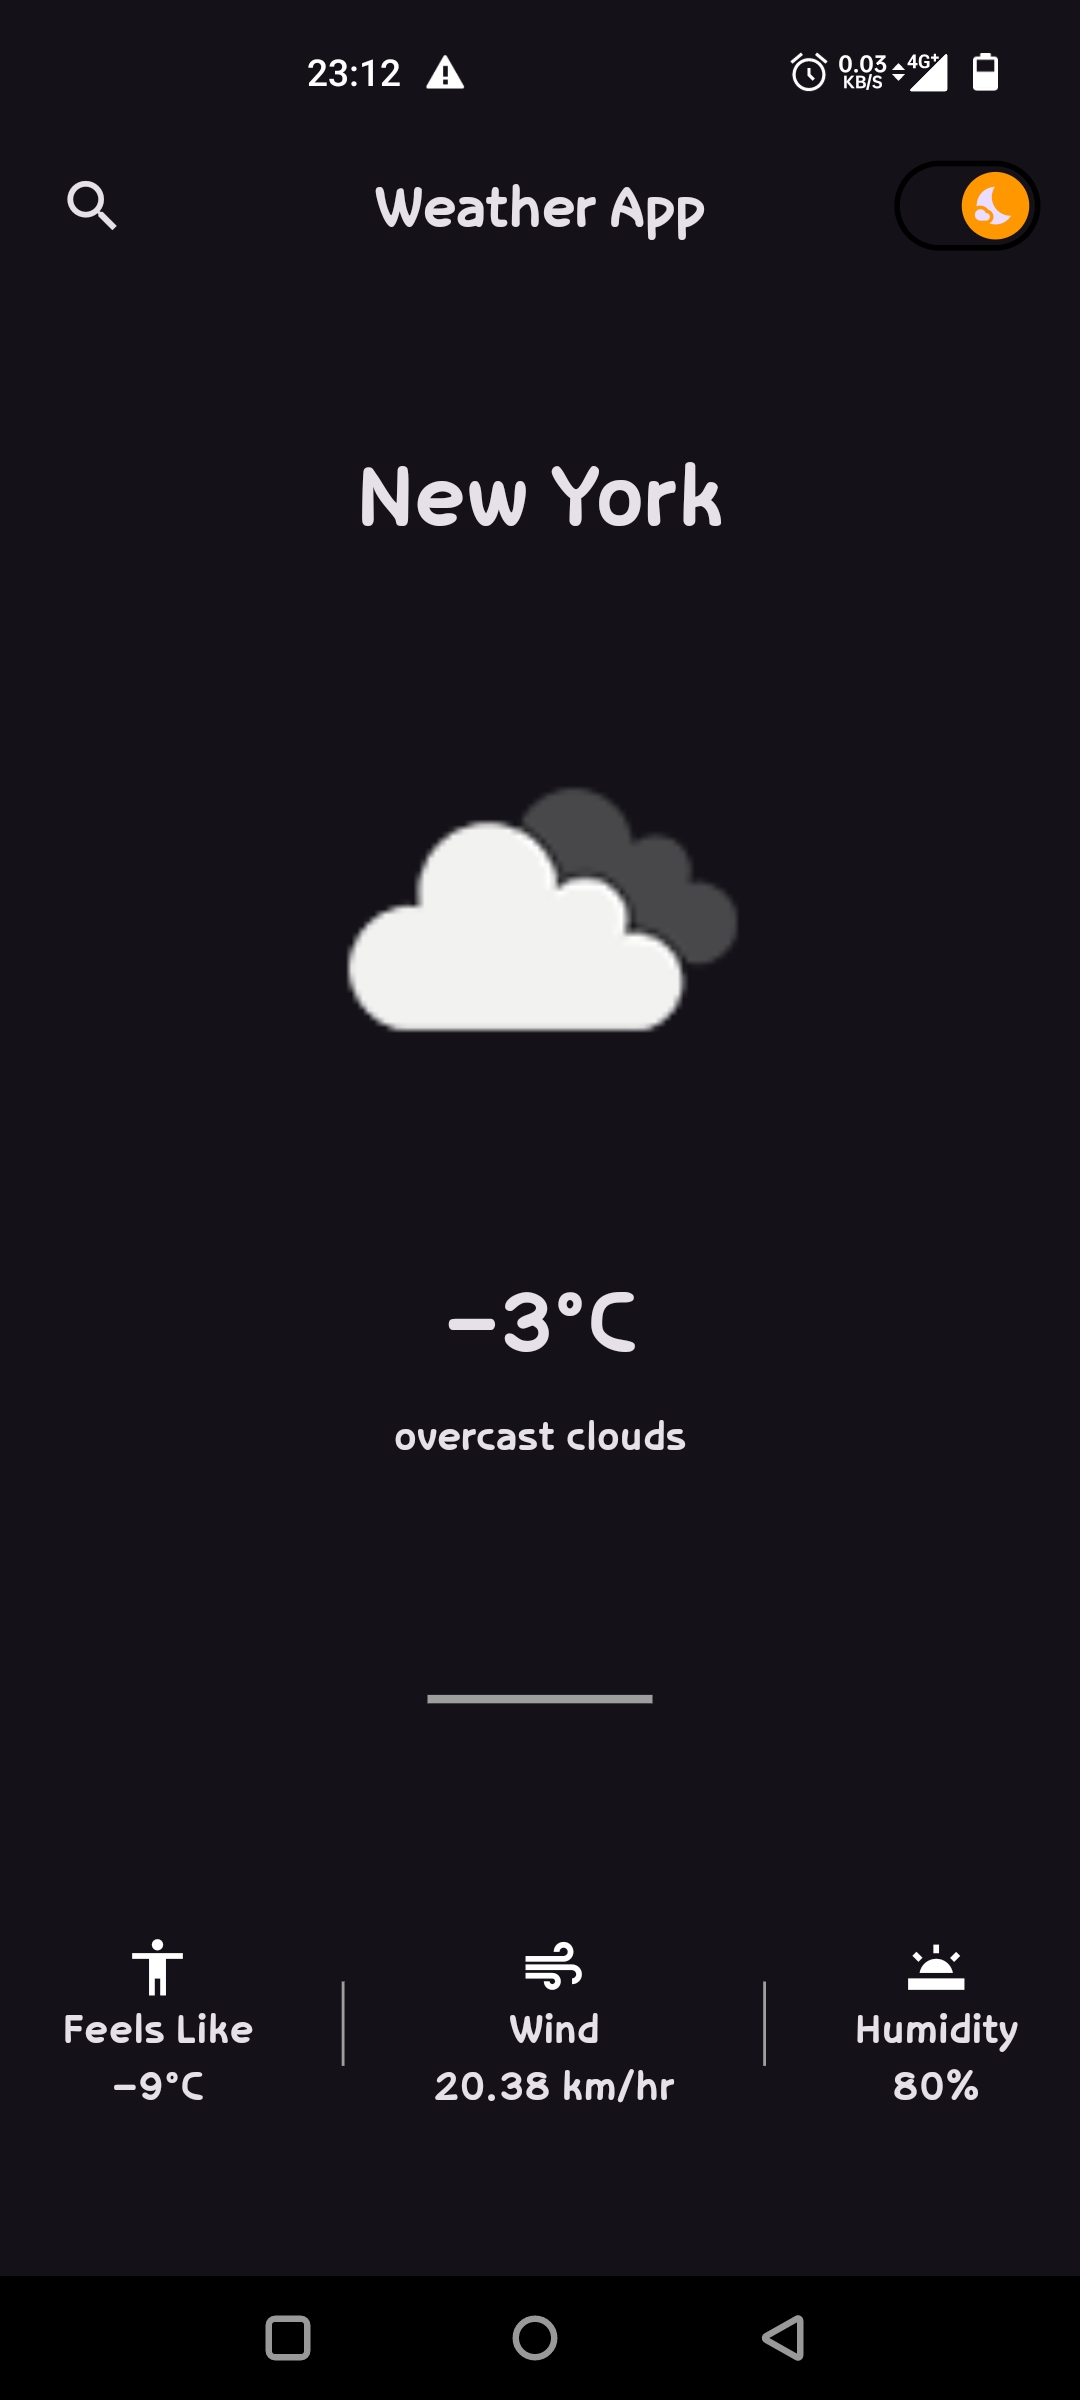 23:12
0.03
KB/S
4G+
Weather App
New York
-3°C
overcast clouds
Feels Like
-9°C
Wind
20.38 km/hr
Humidity
80%